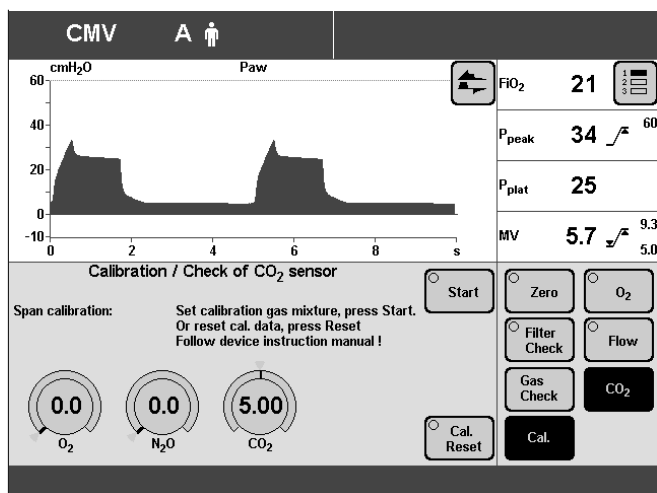 CMV A
cmH2O Paw
60
40
20
0
-10
0 2 4 6 8 s
FiO2 21 1 2 3
Ppeak 34 60
Pplat 25
MV 5.7 9.3 5.0
Calibration / Check of CO2 sensor
Span calibration:
Set calibration gas mixture, press Start.
Or reset cal. data, press Reset
Follow device instruction manual !
0.0
O2
0.0
N2O
5.00
CO2
Start
Cal.
Reset
Zero
O2
Filter
Check
Flow
Gas
Check
CO2
Cal.